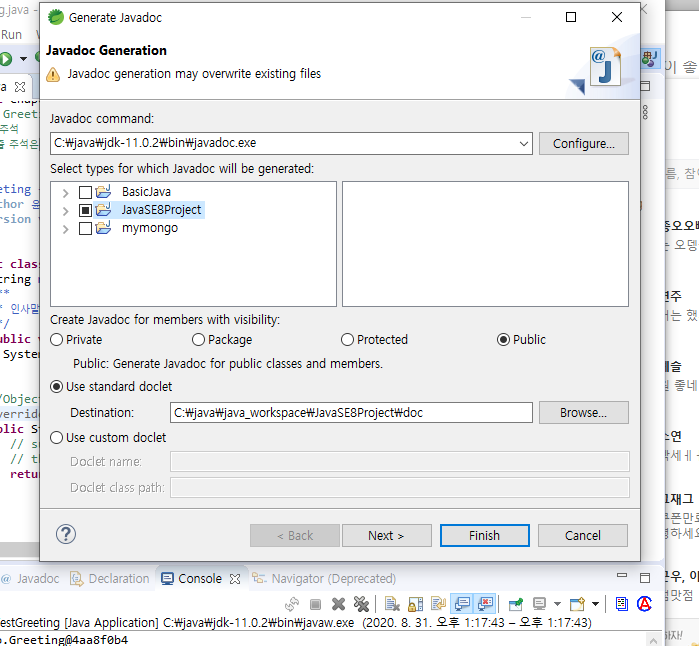 g.java -
Generate Javadoc
Run
Javadoc Generation
Javadoc generation may overwrite existing files
Javadoc command:
C:₩java₩jdk-11.0.2₩bin₩javadoc.exe
Configure...
Select types for which Javadoc will be generated:
BasicJava
JavaSE8Project
mymongo
Create Javadoc for members with visibility:
Private
Package
Protected
Public
Public: Generate Javadoc for public classes and members.
Use standard doclet
Destination:
C:₩java₩java_workspace₩JavaSE8Project₩doc
Browse...
Use custom doclet
Doclet name:
Doclet class path:
< Back
Next >
Finish
Cancel
@ Javadoc
Declaration
Console
Navigator (Deprecated)
estGreeting [Java Application] C:₩java₩jdk-11.0.2₩bin₩javaw.exe (2020. 8. 31. 오후 1:17:43 – 오후 1:17:43)
o.Greeting@4aa8f0b4